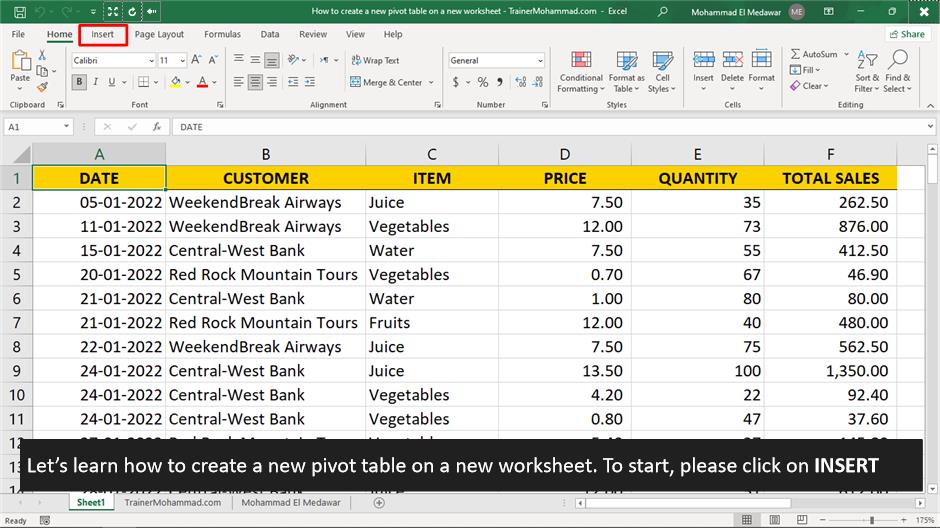 How to create a new pivot table on a new worksheet - TrainerMohammad.com - Excel
Mohammad El Medawar ME
File Home Insert Page Layout Formulas Data Review View Help Share
Calibri 11 A A Wrap Text General AutoSum
Paste Conditional Format as Cell Insert Delete Format Fill Sort & Find &
B I U A Merge & Center $ % , Formatting Table Styles Clear Filter Select
Clipboard Font Alignment Number Styles Cells Editing
A1 fx DATE
A B C D E F
1 DATE CUSTOMER ITEM PRICE QUANTITY TOTAL SALES
2 05-01-2022 WeekendBreak Airways Juice 7.50 35 262.50
3 11-01-2022 WeekendBreak Airways Vegetables 12.00 73 876.00
4 15-01-2022 Central-West Bank Water 7.50 55 412.50
5 20-01-2022 Red Rock Mountain Tours Vegetables 0.70 67 46.90
6 21-01-2022 Central-West Bank Water 1.00 80 80.00
7 21-01-2022 Red Rock Mountain Tours Fruits 12.00 40 480.00
8 22-01-2022 WeekendBreak Airways Juice 7.50 75 562.50
9 24-01-2022 Central-West Bank Juice 13.50 100 1,350.00
10 24-01-2022 Central-West Bank Vegetables 4.20 22 92.40
11 24-01-2022 Central-West Bank Vegetables 0.80 47 37.60
Let's learn how to create a new pivot table on a new worksheet. To start, please click on INSERT
Sheet1 TrainerMohammad.com Mohammad El Medawar
Ready 175%